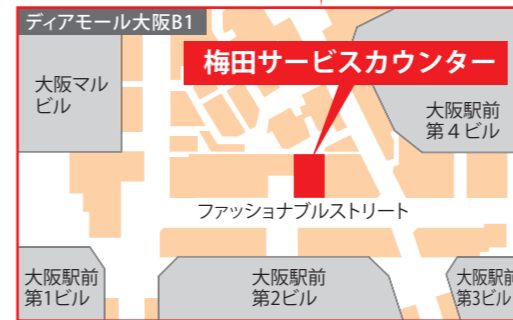 ディアモール大阪B1
梅田サービスカウンター
大阪マル
ビル
大阪駅前
第4ビル
ファッショナブルストリート
大阪駅前
第1ビル
大阪駅前
第2ビル
大阪駅前
第3ビル